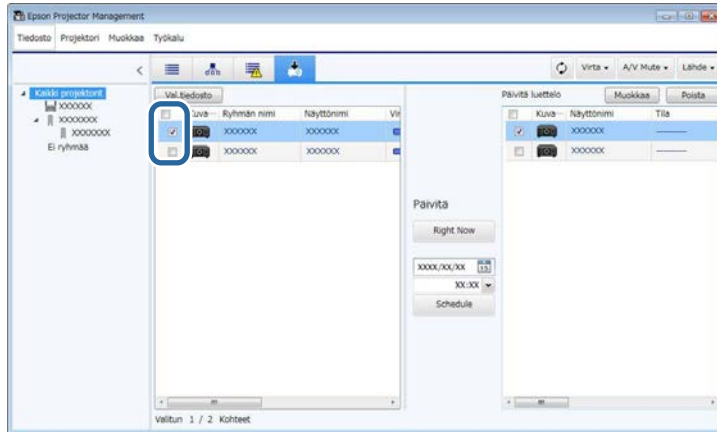 Epson Projector Management
Tiedosto Projektori Muokkaa Työkalu
Virta A/V Mute Lähde
Kaikki projektorit
XXXXXX
XXXXXXX
XXXXXXX
Ei ryhmää
Val.tiedosto
Kuva··· Ryhmän nimi Näyttönimi Vir
XXXXXX XXXXXX
XXXXXX XXXXXX
Päivitä
Right Now
XXXX/XX/XX 15
XX:XX
Schedule
Päivitä luettelo Muokkaa Poista
Kuva··· Näyttönimi Tila
XXXXXX ———
XXXXXX ———
Valitun 1 / 2 Kohteet